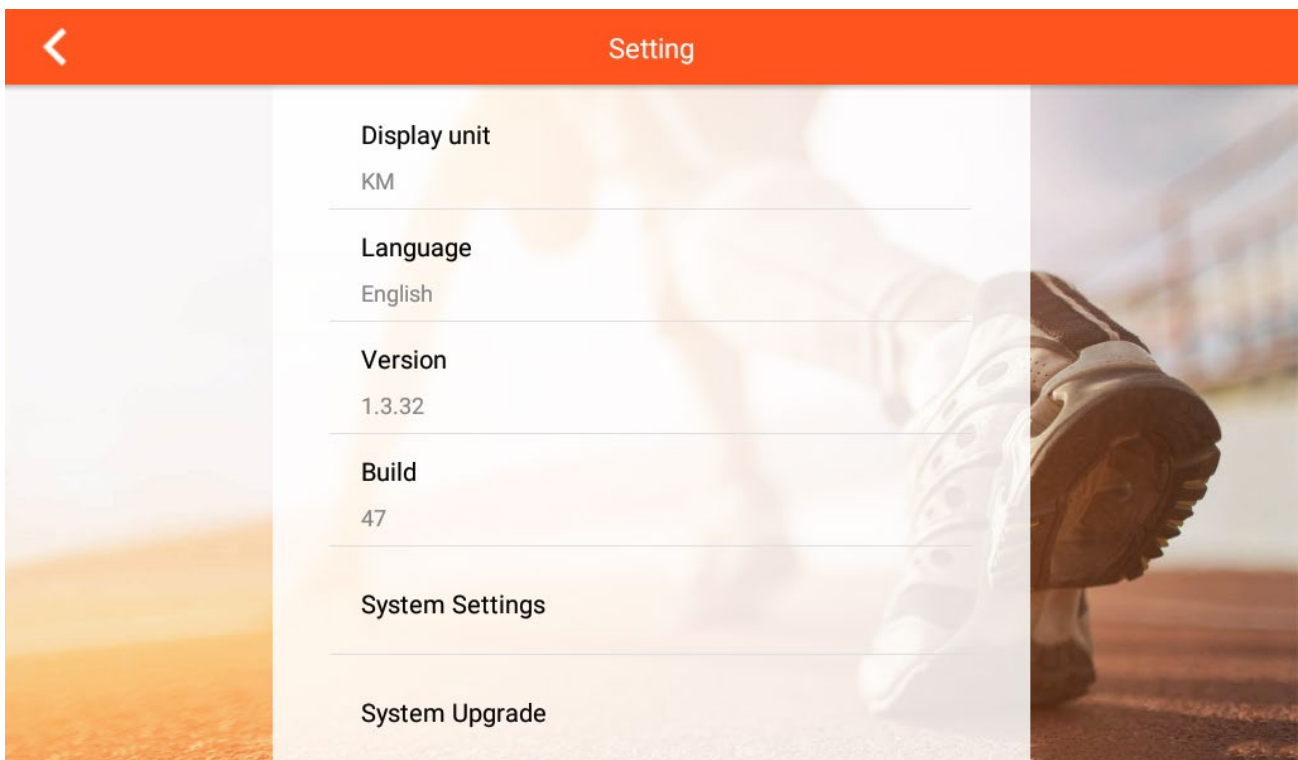 Setting
Display unit
KM
Language
English
Version
1.3.32
Build
47
System Settings
System Upgrade